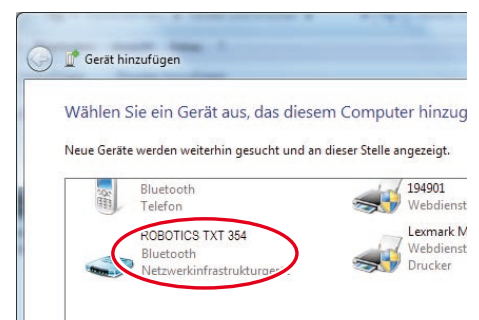 Gerät hinzufügen
Wählen Sie ein Gerät aus, das diesem Computer hinzug
Neue Geräte werden weiterhin gesucht und an dieser Stelle angezeigt.
Bluetooth
Telefon
ROBOTICS TXT 354
Bluetooth
Netzwerkinfrastrukturge
194901
Webdienst
Lexmark M
Webdienst
Drucker